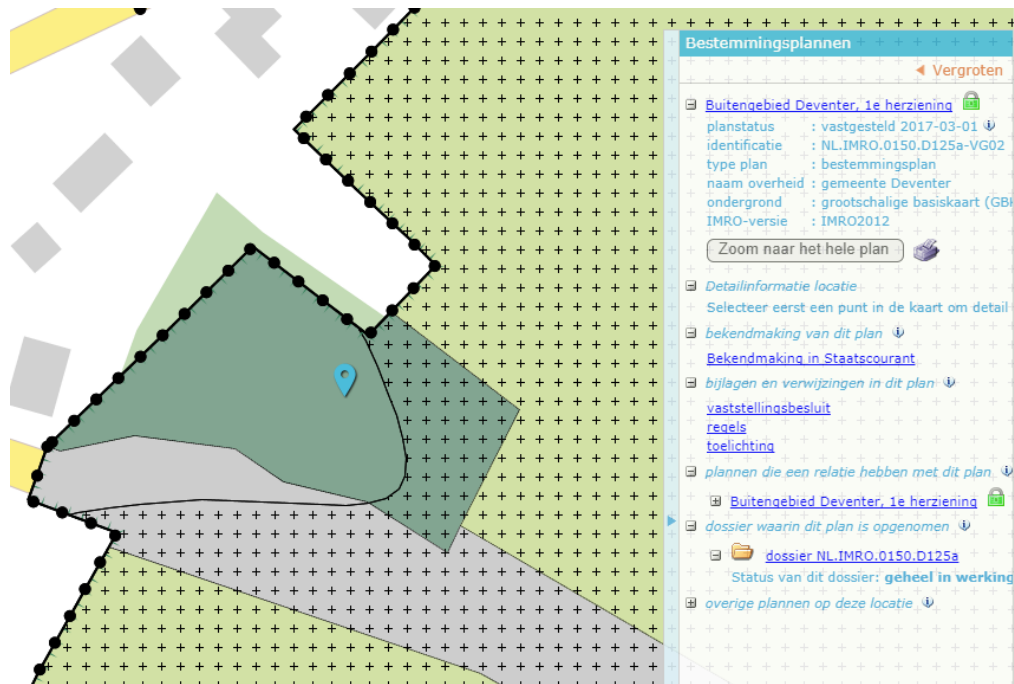 Bestemmingsplannen
Vergroten
Buitengebied Deventer, 1e herziening
planstatus : vastgesteld 2017-03-01
identificatie : NL.IMRO.0150.D125a-VG02
type plan : bestemmingsplan
naam overheid : gemeente Deventer
ondergrond : grootschalige basiskaart (GBK
IMRO-versie : IMRO2012
Zoom naar het hele plan
Detailinformatie locatie
Selecteer eerst een punt in de kaart om detail
bekendmaking van dit plan
Bekendmaking in Staatscourant
bijlagen en verwijzingen in dit plan
vaststellingsbesluit
regels
toelichting
plannen die een relatie hebben met dit plan
Buitengebied Deventer, 1e herziening
dossier waarin dit plan is opgenomen
dossier NL.IMRO.0150.D125a
Status van dit dossier: geheel in werking
overige plannen op deze locatie